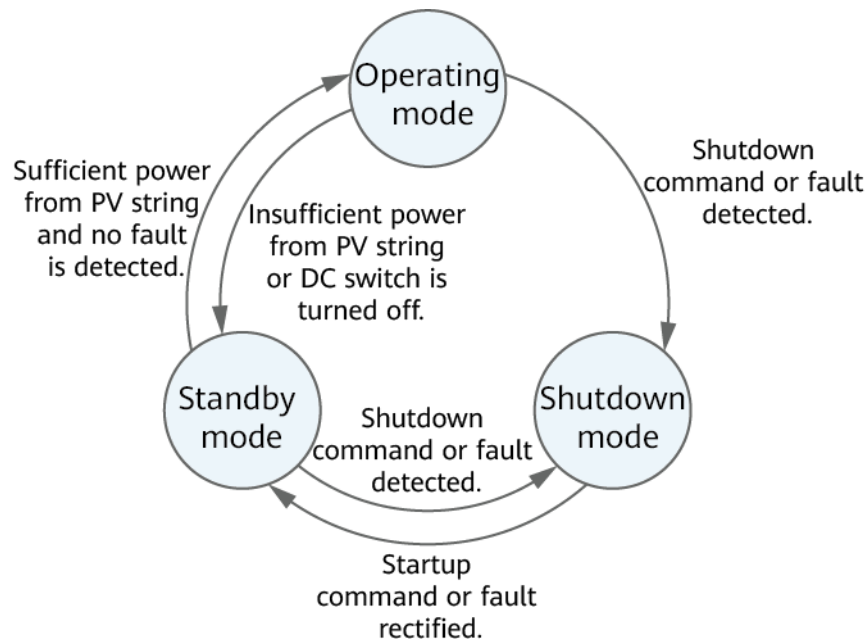 Operating
mode
Shutdown
command or fault
detected.
Sufficient power
from PV string
and no fault
is detected.
Insufficient power
from PV string
or DC switch is
turned off.
Standby
mode
Shutdown
command or fault
detected.
Shutdown
mode
Startup
command or fault
rectified.